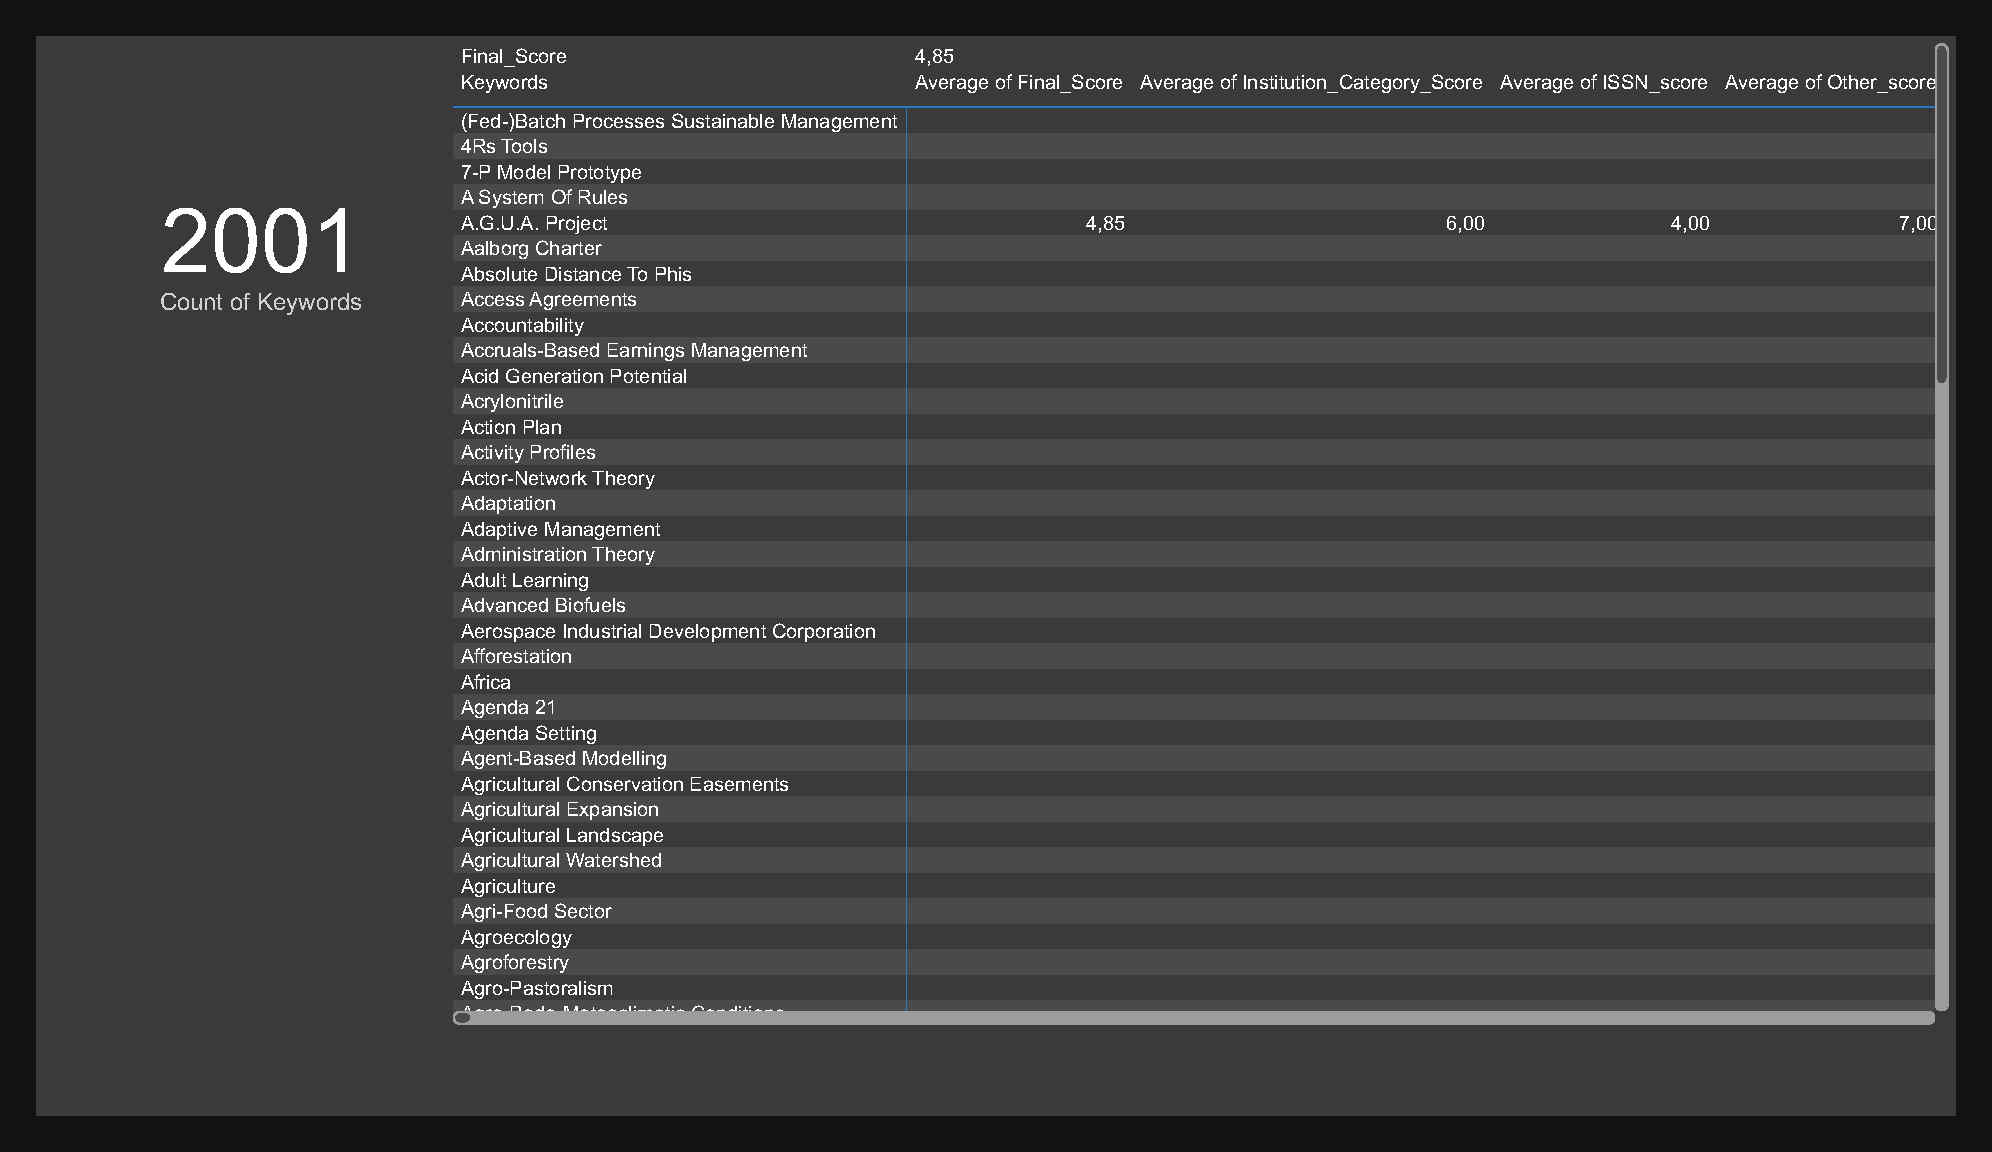 2001
Count of Keywords
Final_Score 4,85
Keywords Average of Final_Score Average of Institution_Category_Score Average of ISSN_score Average of Other_score
(Fed-)Batch Processes Sustainable Management
4Rs Tools
7-P Model Prototype
A System Of Rules
A.G.U.A. Project 4,85 6,00 4,00 7,00
Aalborg Charter
Absolute Distance To Phis
Access Agreements
Accountability
Accruals-Based Earnings Management
Acid Generation Potential
Acrylonitrile
Action Plan
Activity Profiles
Actor-Network Theory
Adaptation
Adaptive Management
Administration Theory
Adult Learning
Advanced Biofuels
Aerospace Industrial Development Corporation
Afforestation
Africa
Agenda 21
Agenda Setting
Agent-Based Modelling
Agricultural Conservation Easements
Agricultural Expansion
Agricultural Landscape
Agricultural Watershed
Agriculture
Agri-Food Sector
Agroecology
Agroforestry
Agro-Pastoralism